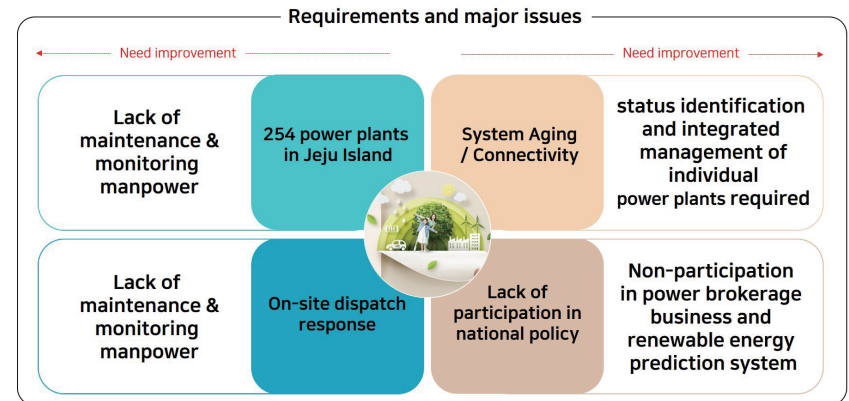 Requirements and major issues
Need improvement
Need improvement
Lack of
maintenance &
monitoring
manpower
254 power plants
in Jeju Island
System Aging
/ Connectivity
status identification
and integrated
management of
individual
power plants required
Lack of
maintenance &
monitoring
manpower
On-site dispatch
response
Lack of
participation in
national policy
Non-participation
in power brokerage
business and
renewable energy
prediction system